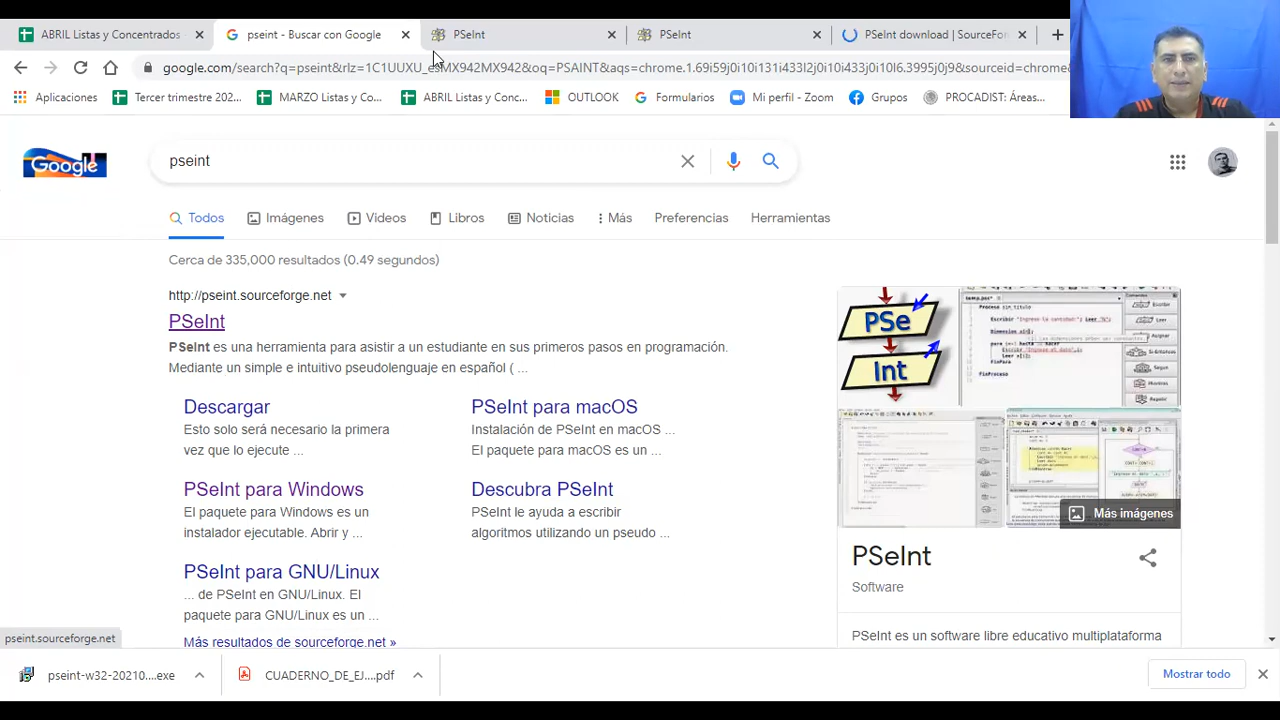 ABRIL Listas y Concentrados
pseint - Buscar con Google
PSeInt
PSeInt
PSeInt download | SourceFor
google.com/search?q=pseint&rlz=1C1UUXU_esMX941MX942&oq=PSAINT&aqs=chrome.1.69i59j0i10i131i433l2j0i10j0i10i433j0i10l6.3995j0j9&sourceid=chrome&
Aplicaciones
Tercer trimestre 202...
MARZO Listas y Co...
ABRIL Listas y Conc...
OUTLOOK
Formularios
Mi perfil - Zoom
Grupos
PROCADIST: Áreas...
Google
pseint
Todos
Imágenes
Videos
Libros
Noticias
Más
Preferencias
Herramientas
Cerca de 335,000 resultados (0.49 segundos)
http://pseint.sourceforge.net
PSeInt
PSeInt es una herramienta para asistir a un estudiante en sus primeros pasos en programación.
Mediante un simple e intuitivo pseudolenguaje en español ( ...
Descargar
Esto solo será necesario la primera
vez que lo ejecute ...
PSeInt para macOS
Instalación de PSeInt en macOS ...
El paquete para macOS es un ...
PSeInt para Windows
El paquete para Windows es un
instalador ejecutable. Abrir y ...
Descubra PSeInt
PSeInt le ayuda a escribir
algoritmos utilizando un pseudo ...
PSeInt para GNU/Linux
... de PSeInt en GNU/Linux. El
paquete para GNU/Linux es un ...
Más resultados de sourceforge.net »
PSe
Int
Más imágenes
PSeInt
Software
PSeInt es un software libre educativo multiplataforma
pseint.sourceforge.net
pseint-w32-20210....exe
CUADERNO_DE_EJ....pdf
Mostrar todo